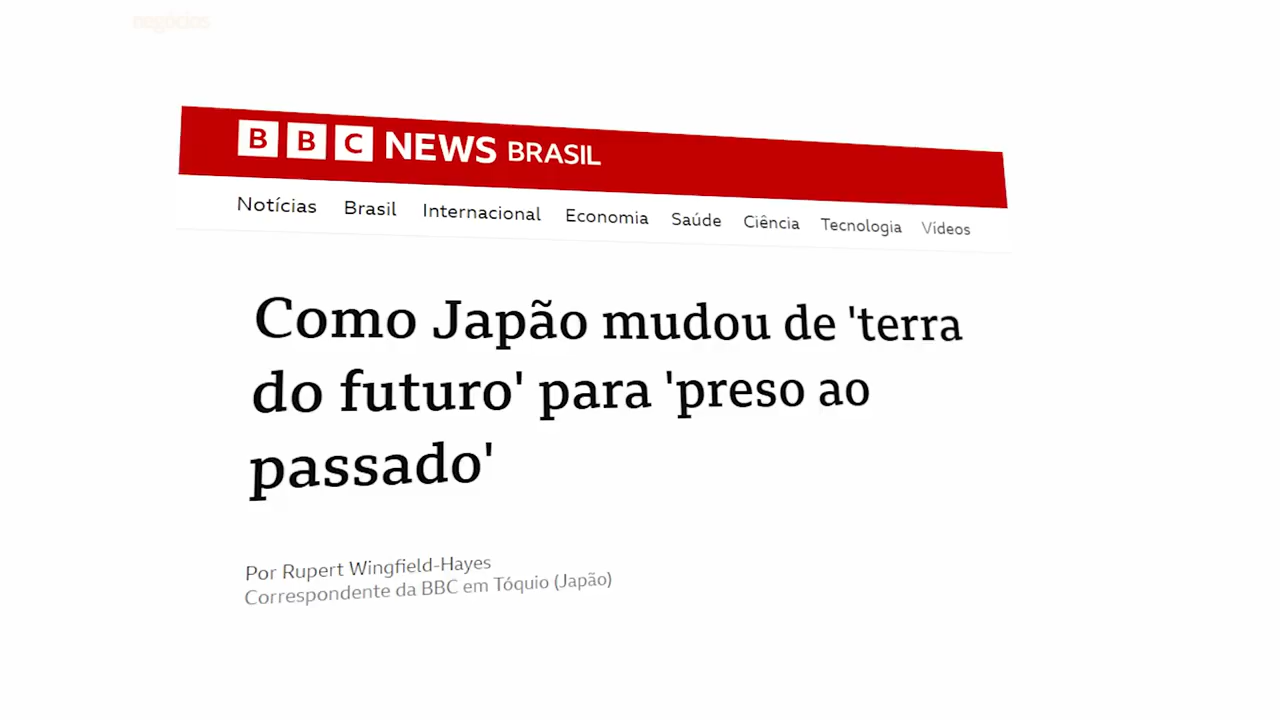 negócios
BBC NEWS BRASIL
Notícias Brasil Internacional Economia Saúde Ciência Tecnologia Vídeos
Como Japão mudou de 'terra
do futuro' para 'preso ao
passado'
Por Rupert Wingfield-Hayes
Correspondente da BBC em Tóquio (Japão)